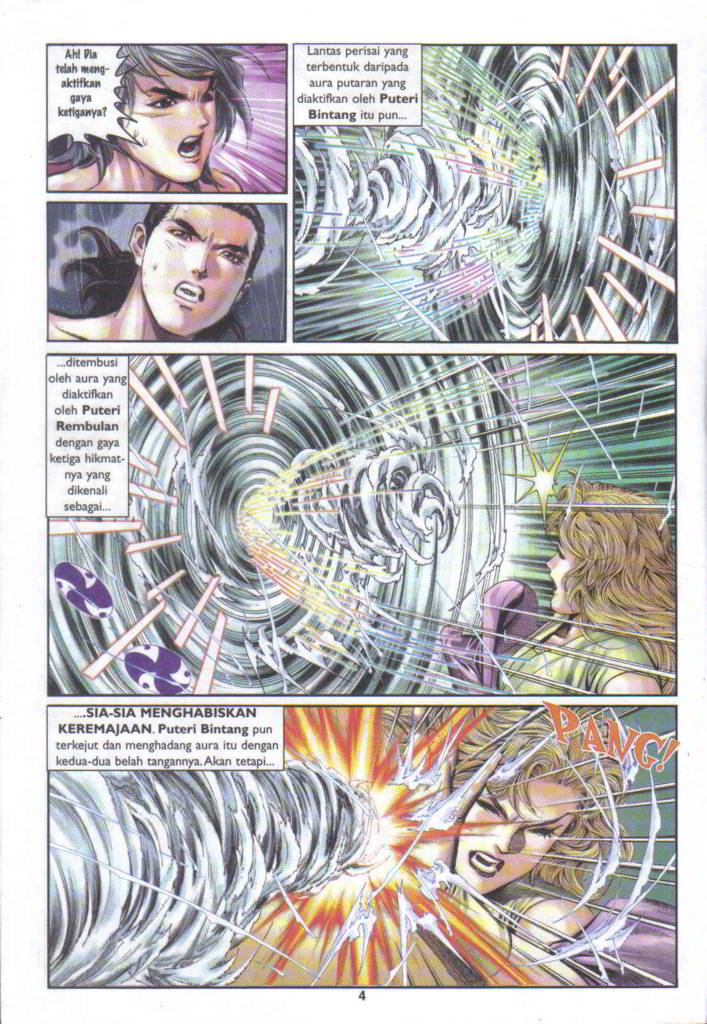 Ah! Dia
telah meng-
aktifkan
gaya
ketiganya?
Lantas perisai yang
terbentuk daripada
aura putaran yang
diaktifkan oleh Puteri
Bintang itu pun...
...ditembusi
oleh aura yang
diaktifkan
oleh Puteri
Rembulan
dengan gaya
ketiga hikmat-
nya yang
dikenali
sebagai...
....SIA-SIA MENGHABISKAN
KEREMAJAAN. Puteri Bintang pun
terkejut dan menghadang aura itu dengan
kedua-dua belah tangannya. Akan tetapi...
PANG!
4